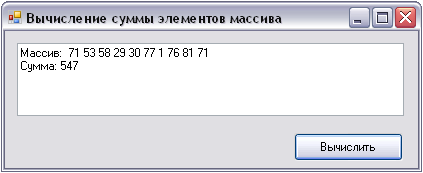 Вычисление суммы элементов массива
Массив:  71 53 58 29 30 77 1 76 81 71
Сумма: 547
Вычислить